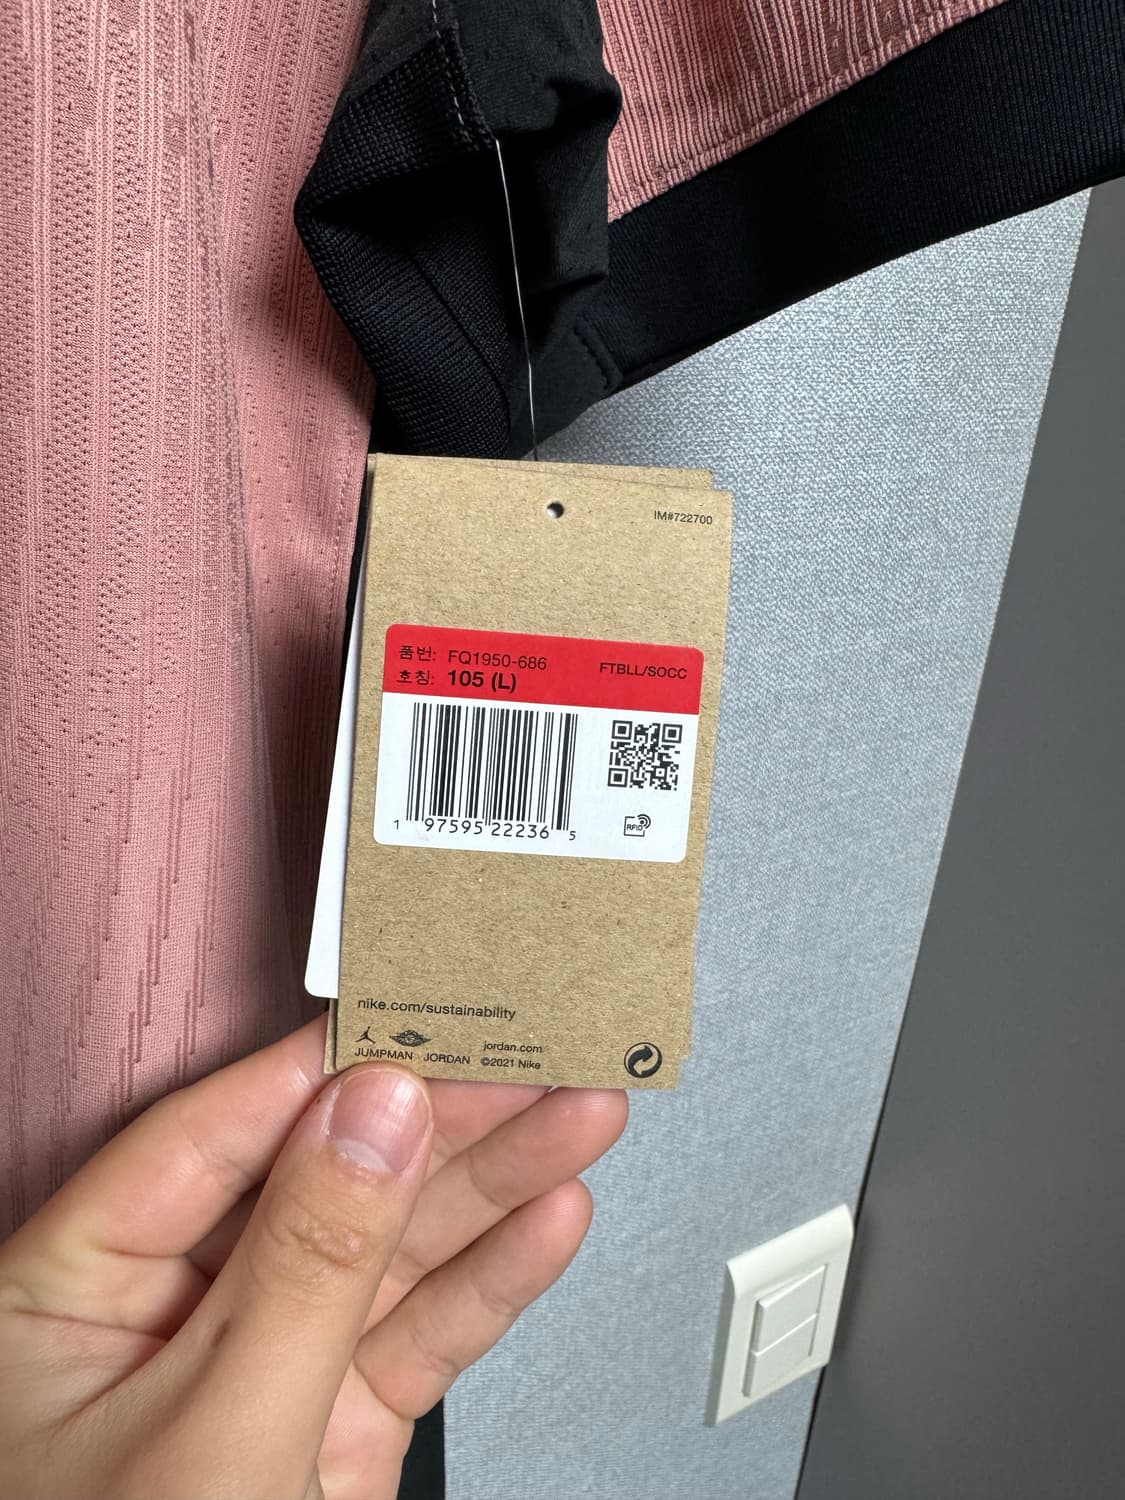 IM#722700
품번: FQ1950-686
호칭: 105 (L)
FTBLL/SOCC
1 97595 22236 5
RFID
nike.com/sustainability
jordan.com
JUMPMAN JORDAN ©2021 Nike